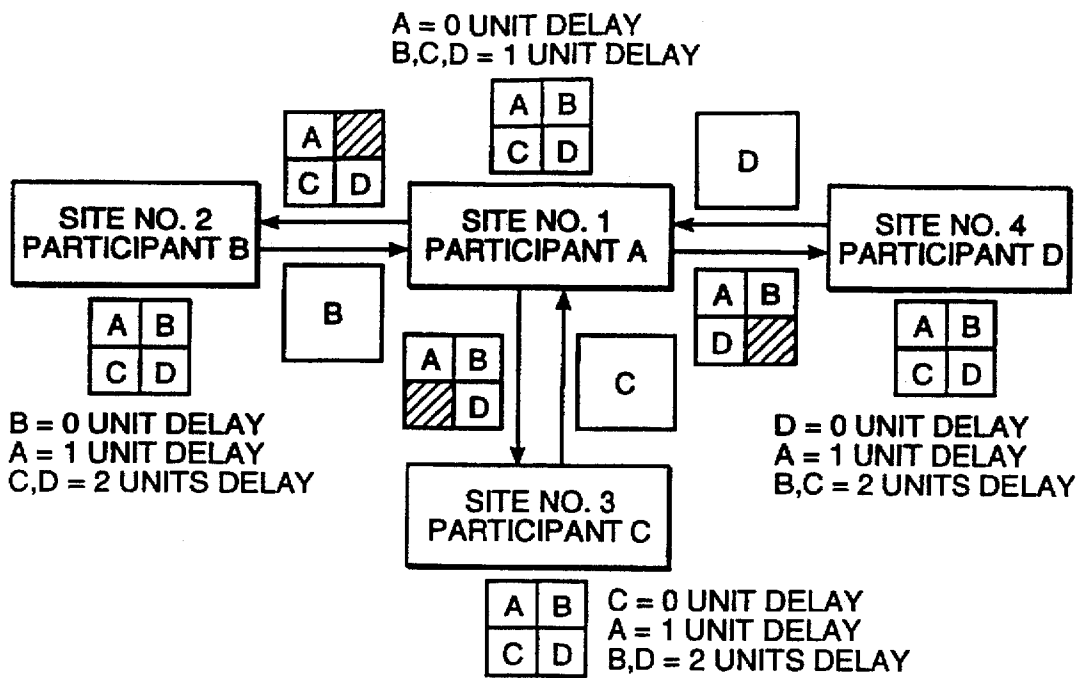 A = 0 UNIT DELAY
B,C,D = 1 UNIT DELAY
A B
C D
A
C D
D
SITE NO. 2
PARTICIPANT B
SITE NO. 1
PARTICIPANT A
SITE NO. 4
PARTICIPANT D
B
A B
D
A B
C D
A B
D
C
A B
C D
B = 0 UNIT DELAY
A = 1 UNIT DELAY
C,D = 2 UNITS DELAY
D = 0 UNIT DELAY
A = 1 UNIT DELAY
B,C = 2 UNITS DELAY
SITE NO. 3
PARTICIPANT C
A B
C D
C = 0 UNIT DELAY
A = 1 UNIT DELAY
B,D = 2 UNITS DELAY